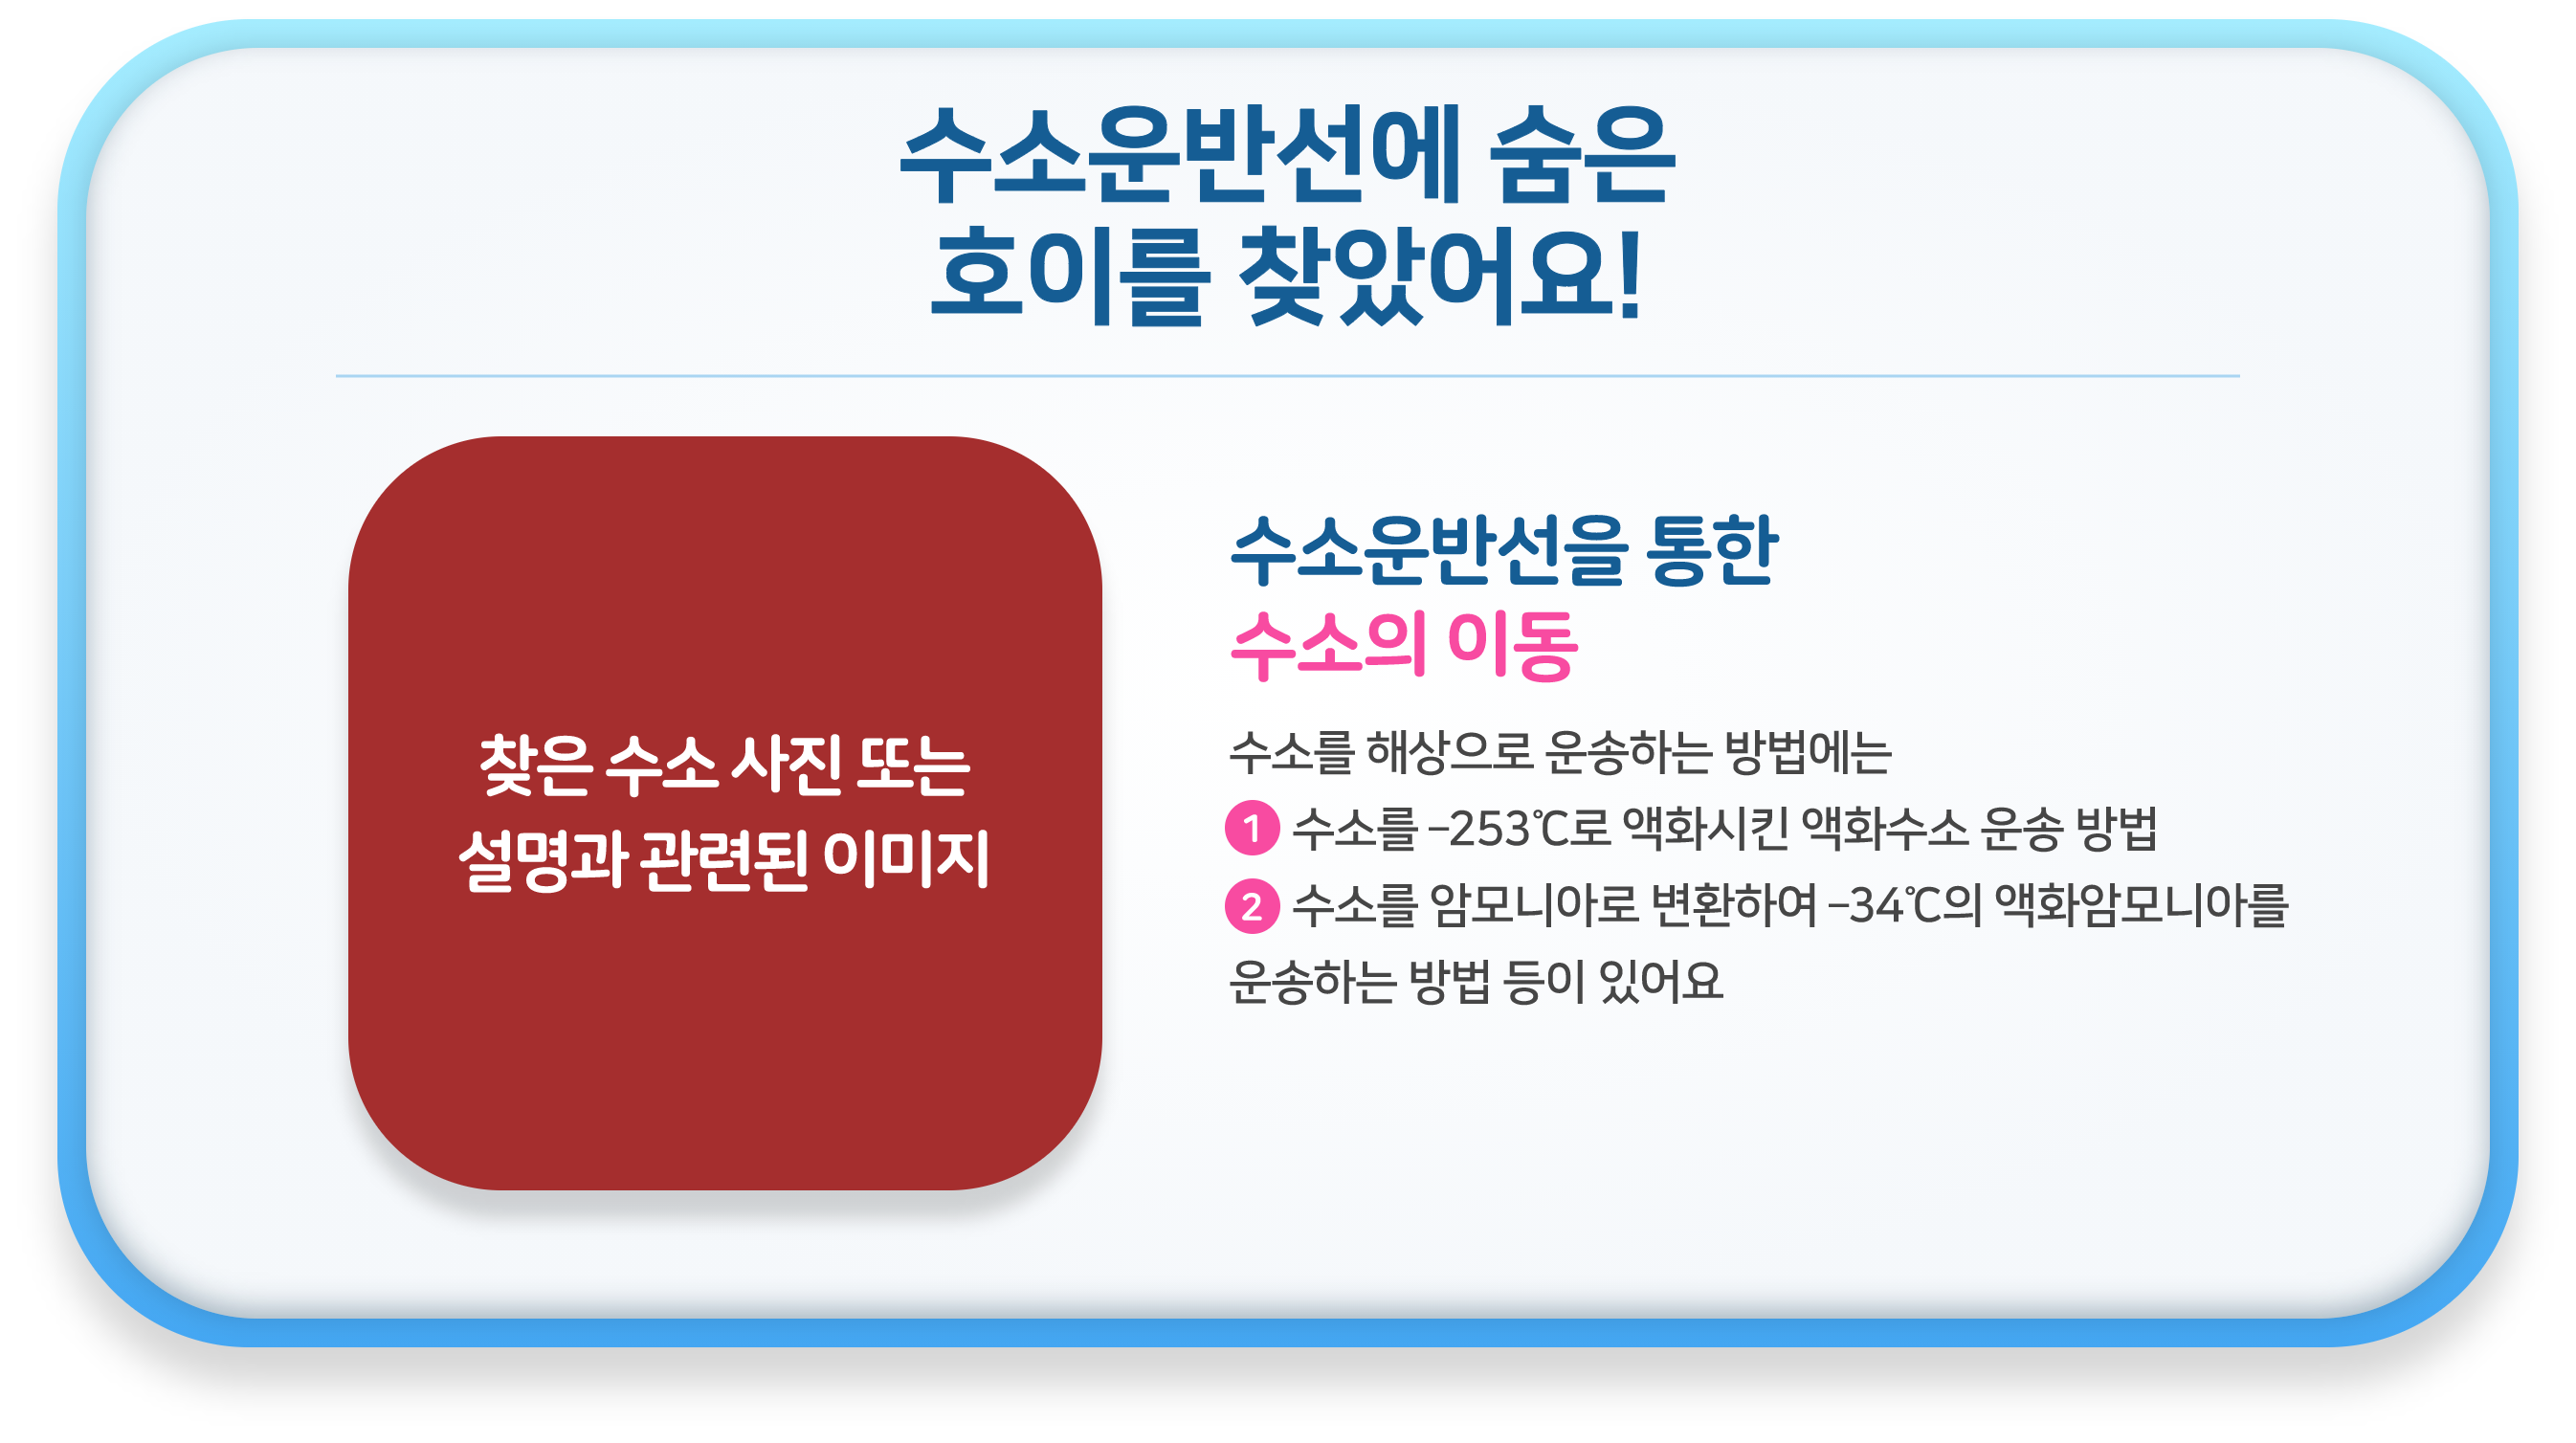 수소운반선에 숨은
호이를 찾았어요!
찾은 수소 사진 또는
설명과 관련된 이미지
수소운반선을 통한
수소의 이동
수소를 해상으로 운송하는 방법에는
1 수소를 -253℃로 액화시킨 액화수소 운송 방법
2 수소를 암모니아로 변환하여 -34℃의 액화암모니아를
운송하는 방법 등이 있어요